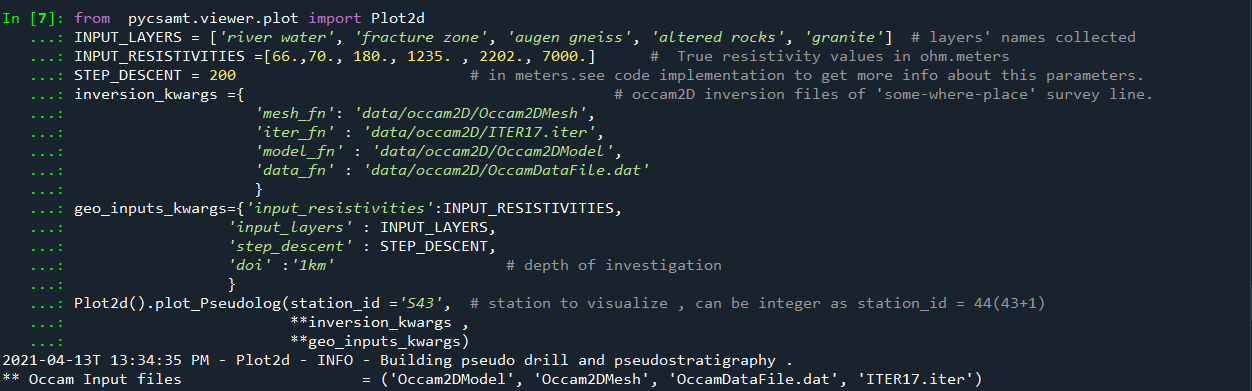 In [7]: from  pycsamt.viewer.plot import Plot2d
   ...: INPUT_LAYERS = ['river water', 'fracture zone', 'augen gneiss', 'altered rocks', 'granite']  # layers' names collected
   ...: INPUT_RESISTIVITIES =[66.,70., 180., 1235. , 2202., 7000.]      #  True resistivity values in ohm.meters
   ...: STEP_DESCENT = 200                          # in meters.see code implementation to get more info about this parameters.
   ...: inversion_kwargs ={                                         # occam2D inversion files of 'some-where-place' survey line.
   ...:                     'mesh_fn': 'data/occam2D/Occam2DMesh',
   ...:                     'iter_fn' : 'data/occam2D/ITER17.iter',
   ...:                     'model_fn' : 'data/occam2D/Occam2DModel',
   ...:                     'data_fn' : 'data/occam2D/OccamDataFile.dat'
   ...:                     }
   ...: geo_inputs_kwargs={'input_resistivities':INPUT_RESISTIVITIES,
   ...:                  'input_layers' : INPUT_LAYERS,
   ...:                  'step_descent' : STEP_DESCENT,
   ...:                  'doi' :'1km'                   # depth of investigation
   ...:                  }
   ...: Plot2d().plot_Pseudolog(station_id ='S43',  # station to visualize , can be integer as station_id = 44(43+1)
   ...:                         **inversion_kwargs ,
   ...:                         **geo_inputs_kwargs)
2021-04-13T 13:34:35 PM - Plot2d - INFO - Building pseudo drill and pseudostratigraphy .
** Occam Input files                    = ('Occam2DModel', 'Occam2DMesh', 'OccamDataFile.dat', 'ITER17.iter')